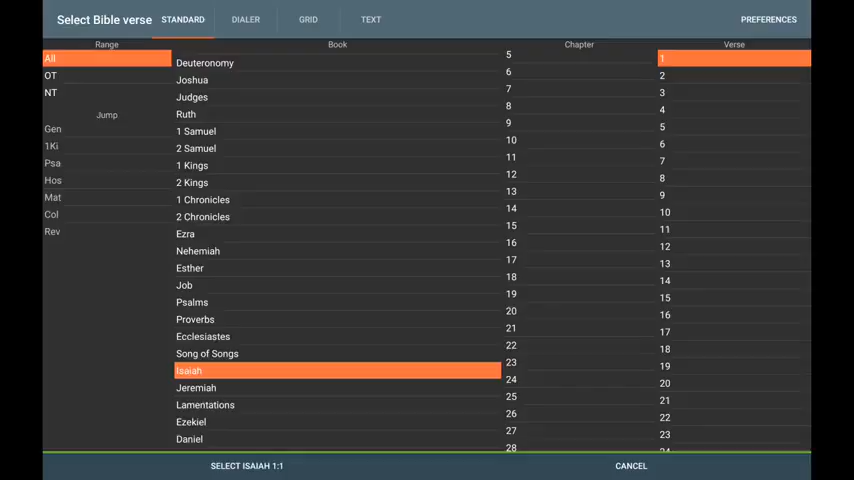 Select Bible verse STANDARD DIALER GRID TEXT PREFERENCES
Range Book Chapter Verse
All
OT
NT
Jump
Gen
1Ki
Psa
Hos
Mat
Col
Rev
Deuteronomy
Joshua
Judges
Ruth
1 Samuel
2 Samuel
1 Kings
2 Kings
1 Chronicles
2 Chronicles
Ezra
Nehemiah
Esther
Job
Psalms
Proverbs
Ecclesiastes
Song of Songs
Isaiah
Jeremiah
Lamentations
Ezekiel
Daniel
5
6
7
8
9
10
11
12
13
14
15
16
17
18
19
20
21
22
23
24
25
26
27
28
1
2
3
4
5
6
7
8
9
10
11
12
13
14
15
16
17
18
19
20
21
22
23
24
SELECT ISAIAH 1:1 CANCEL